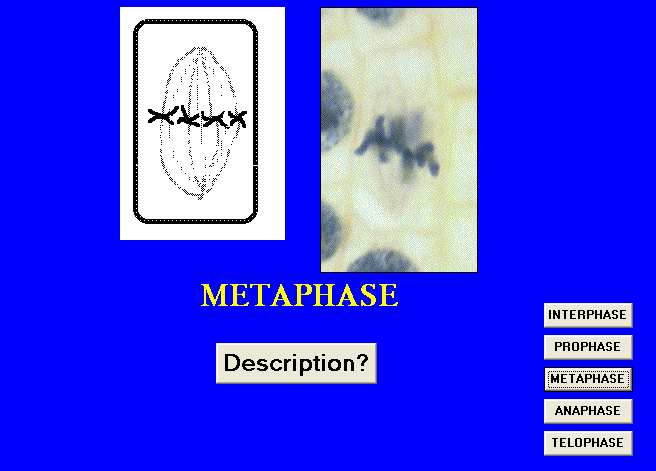 METAPHASE
Description?
INTERPHASE
PROPHASE
METAPHASE
ANAPHASE
TELOPHASE